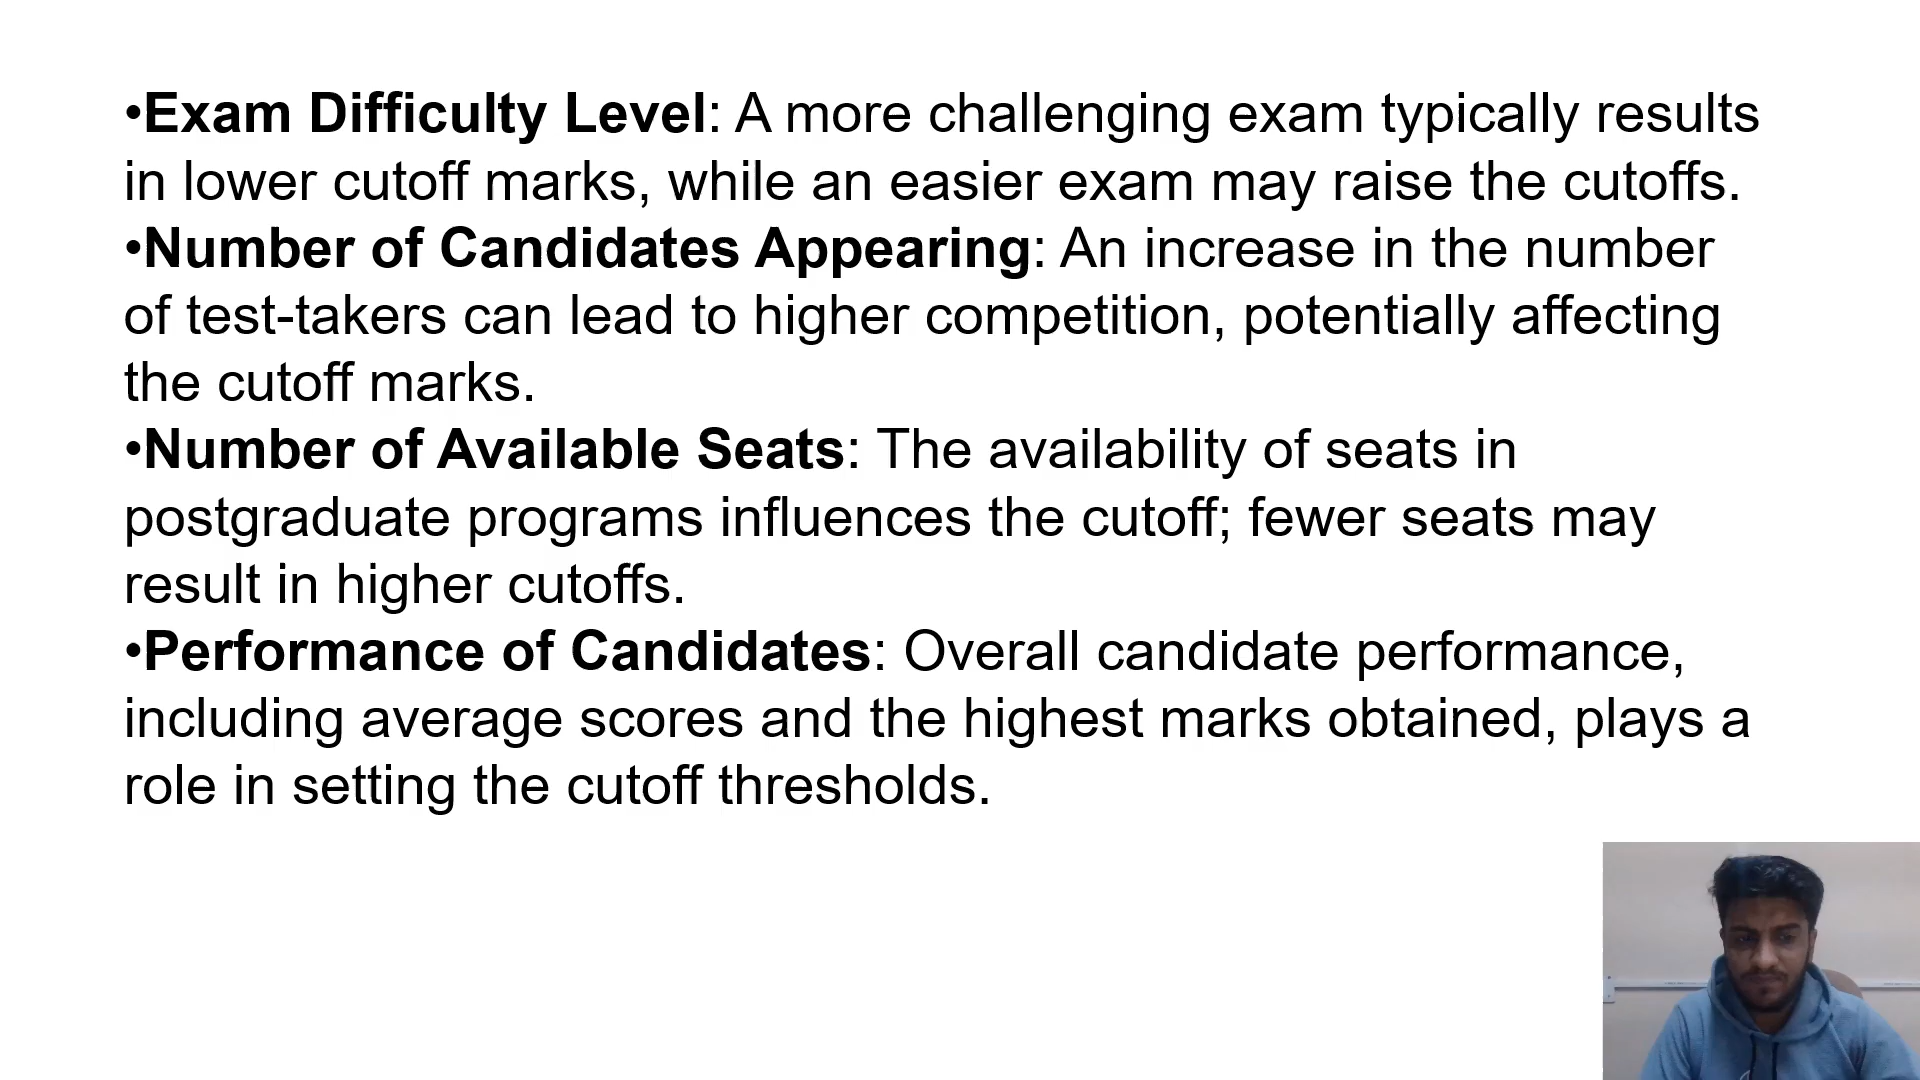 •Exam Difficulty Level: A more challenging exam typically results
in lower cutoff marks, while an easier exam may raise the cutoffs.
•Number of Candidates Appearing: An increase in the number
of test-takers can lead to higher competition, potentially affecting
the cutoff marks.
•Number of Available Seats: The availability of seats in
postgraduate programs influences the cutoff; fewer seats may
result in higher cutoffs.
•Performance of Candidates: Overall candidate performance,
including average scores and the highest marks obtained, plays a
role in setting the cutoff thresholds.